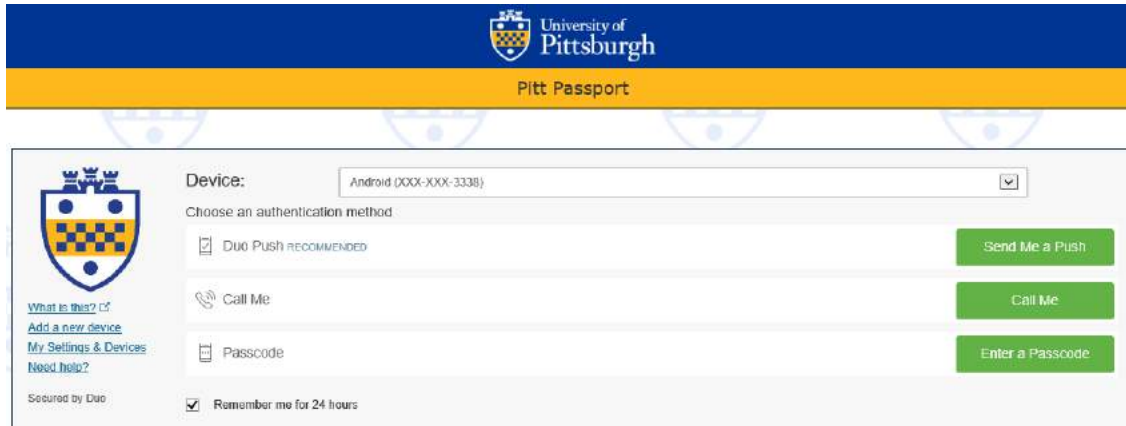 University of
Pittsburgh
Pitt Passport
Device:
Android (XXX-XXX-3338)
Choose an authentication method
Duo Push RECOMMENDED
Send Me a Push
Call Me
Call Me
Passcode
Enter a Passcode
What is this?
Add a new device
My Settings & Devices
Need help?
Secured by Duo
Remember me for 24 hours